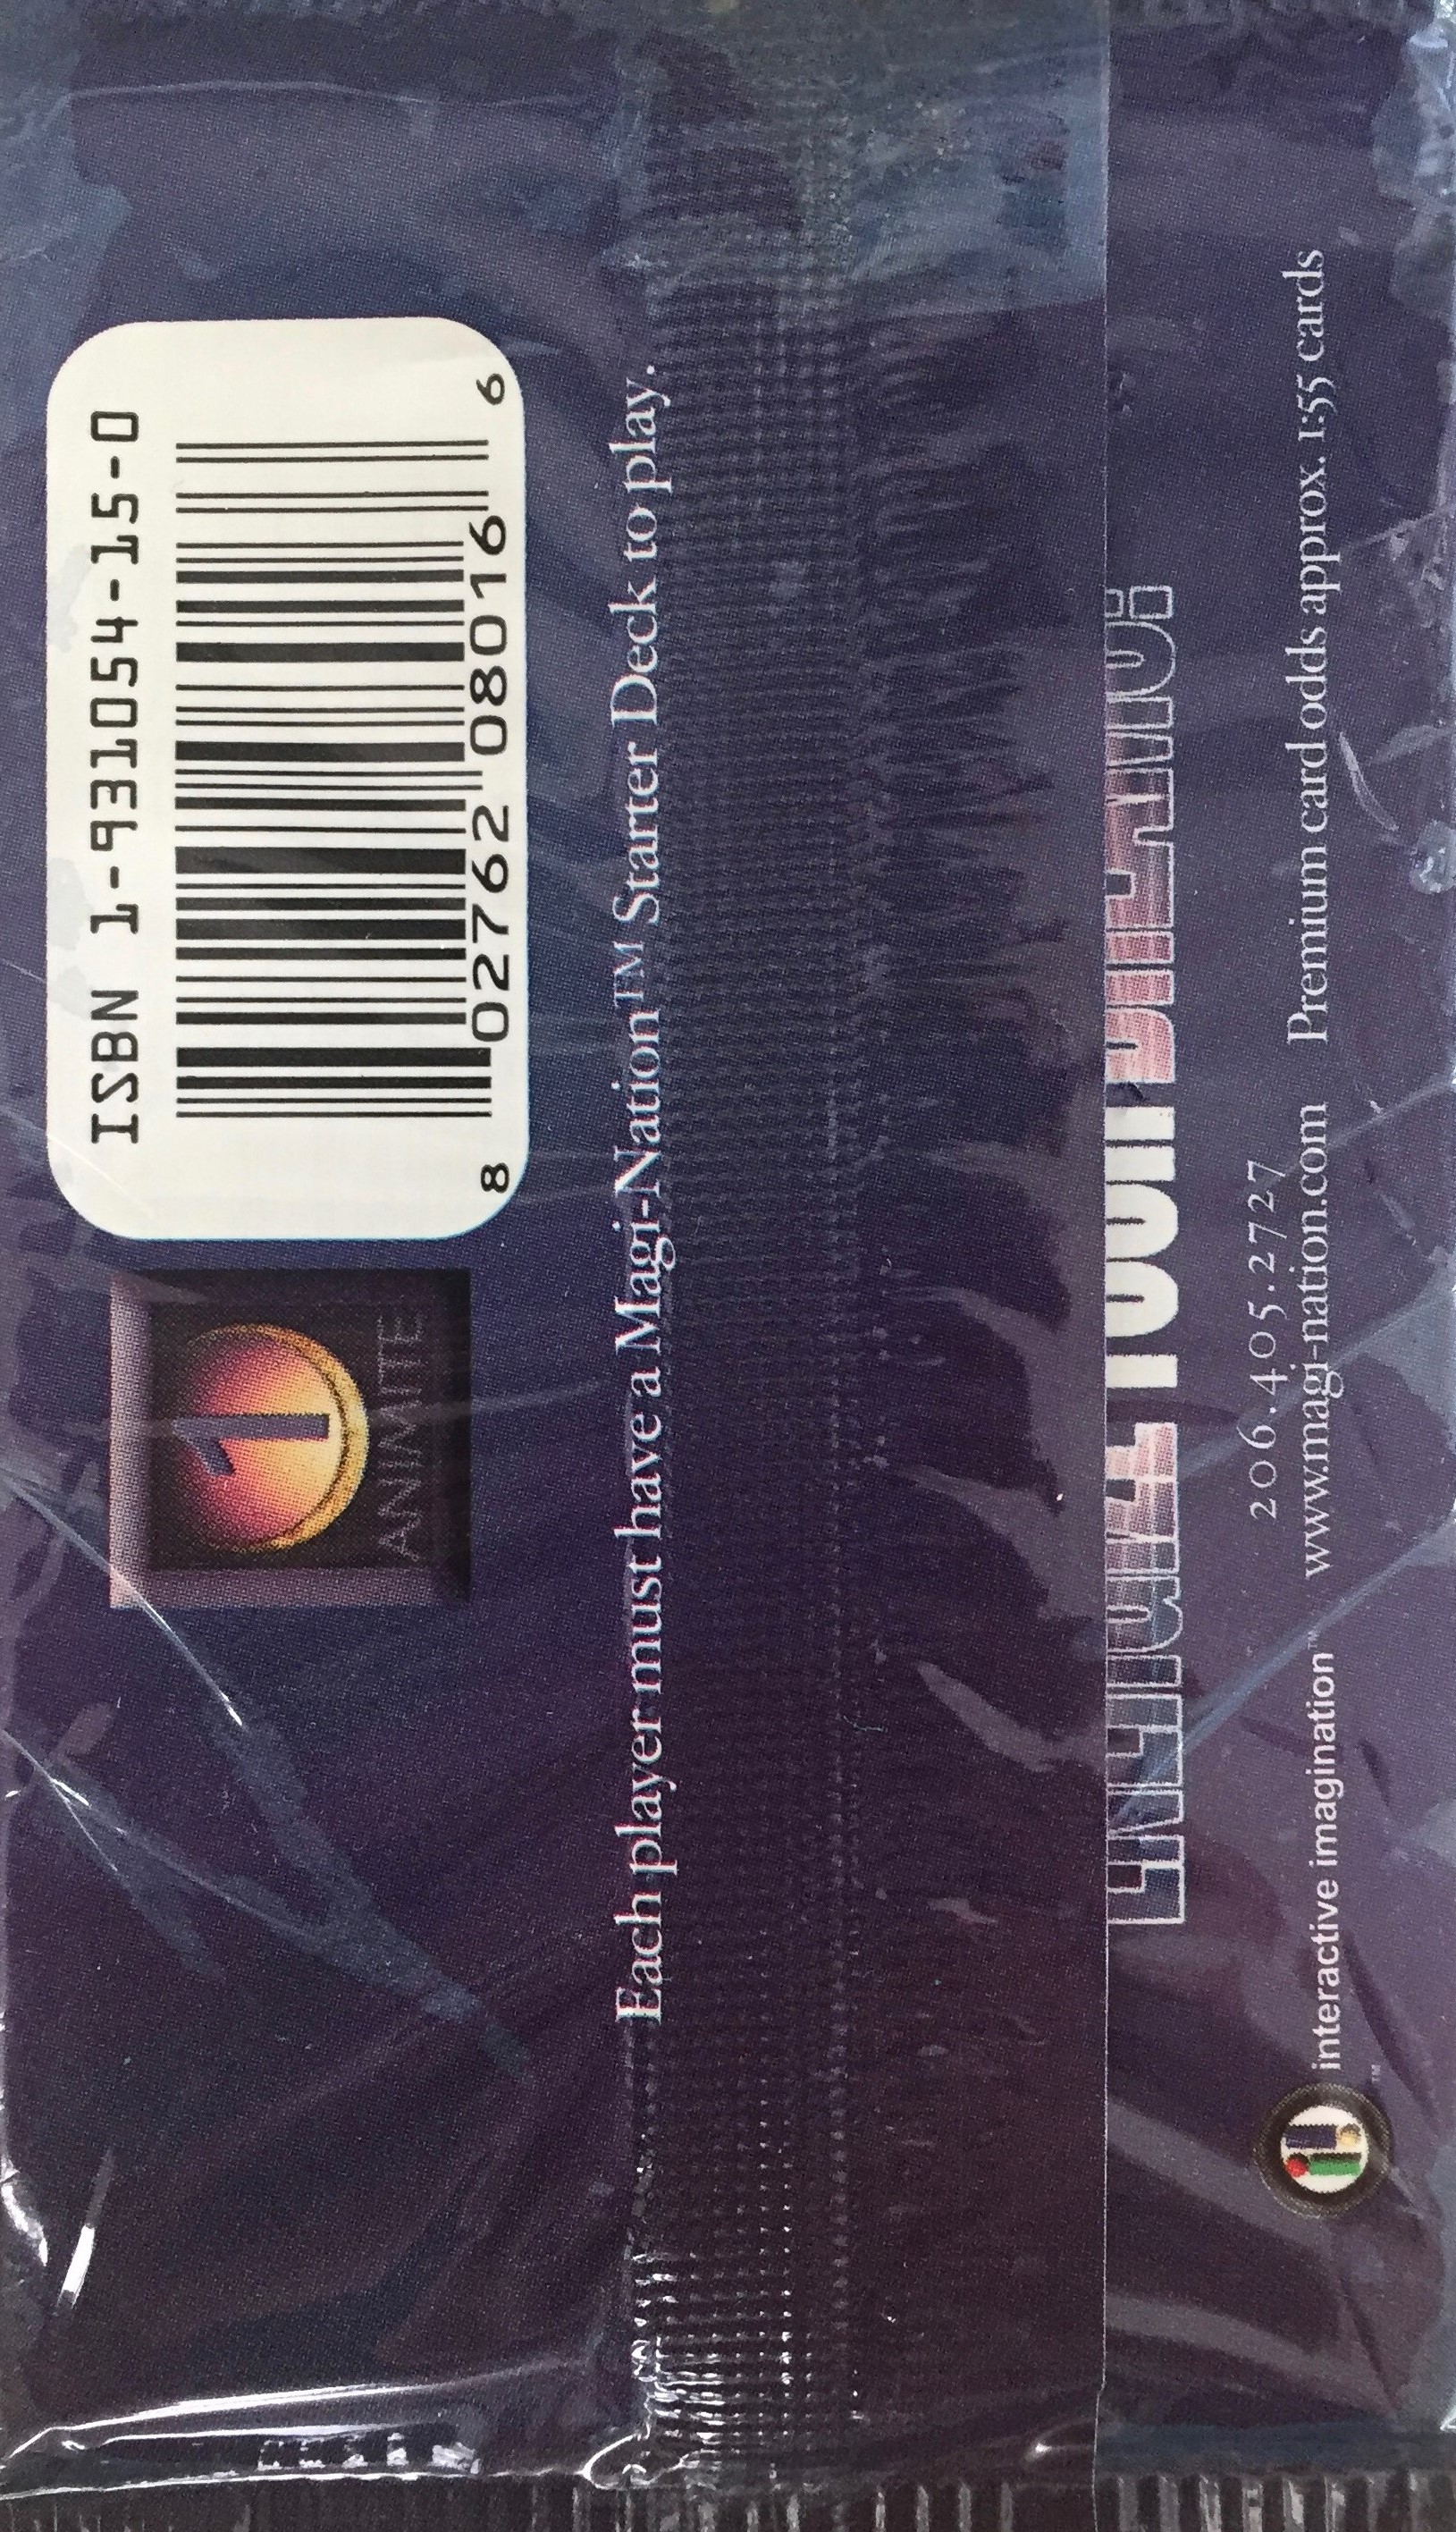 ISBN 1-931054-15-0
8 02762 08016 6
1
ANIMITE
Each player must have a Magi-Nation™ Starter Deck to play.
YOUR
206.405.2727
interactive imagination™ www.magi-nation.com Premium card odds approx. 1:55 cards